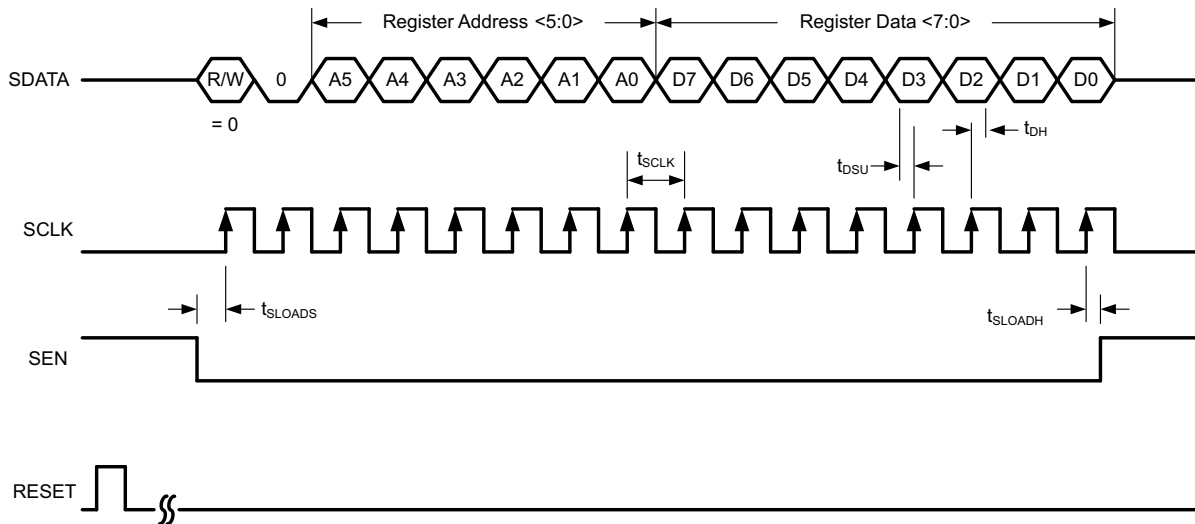 Register Address <5:0> Register Data <7:0>
SDATA R/W 0 A5 A4 A3 A2 A1 A0 D7 D6 D5 D4 D3 D2 D1 D0
= 0
tDH
tSCLK tDSU
SCLK
tSLOADS tSLOADH
SEN
RESET